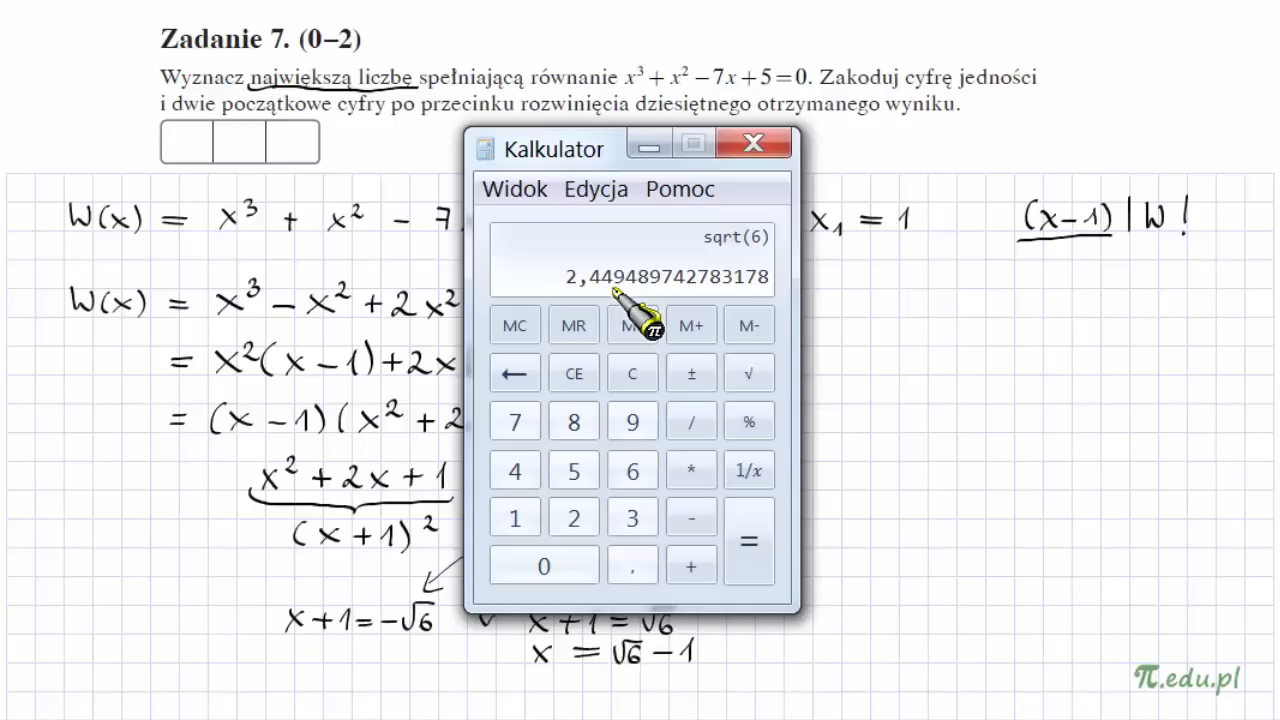 Zadanie 7. (0–2)
Wyznacz największą liczbę spełniającą równanie x³ + x² − 7x + 5 = 0. Zakoduj cyfrę jedności
i dwie początkowe cyfry po przecinku rozwinięcia dziesiętnego otrzymanego wyniku.
Kalkulator
Widok Edycja Pomoc
sqrt(6)
2,449489742783178
MC MR M+ M-
← CE C ± √
7 8 9 / %
4 5 6 * 1/x
1 2 3 -
0 , + =
W(x) = x³ + x² - 7
x₁ = 1
(x-1) | W !
W(x) = x³ - x² + 2x²
= x²(x-1)+2x
= (x-1)(x² + 2
x² + 2x + 1
(x+1)²
x+1=-√6 v x+1=√6
x = √6 - 1
π.edu.pl